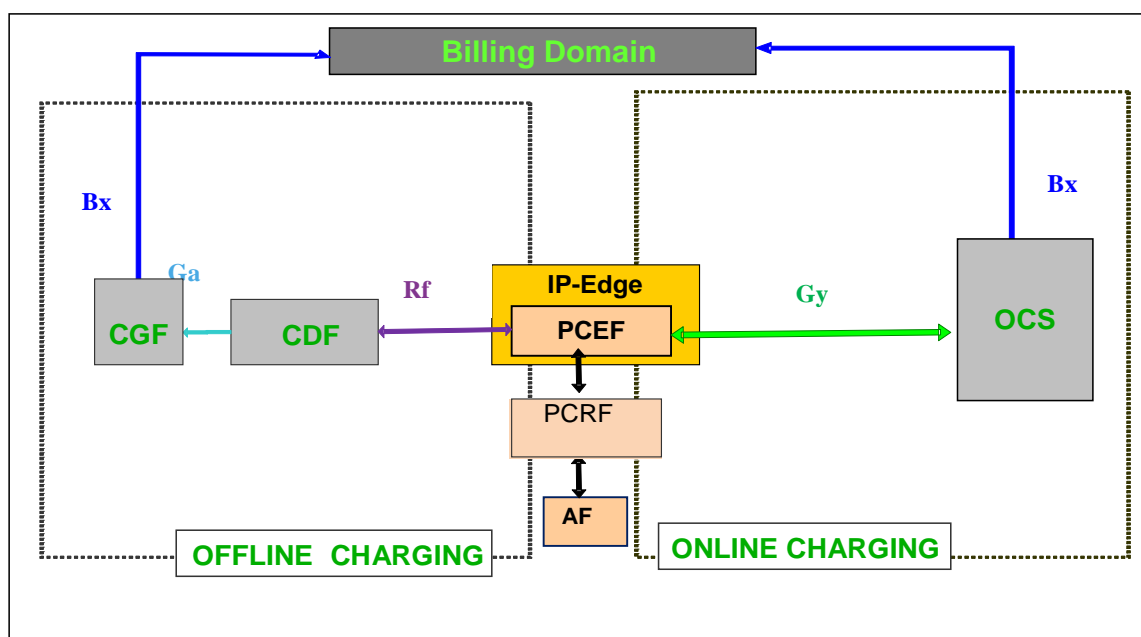 Billing Domain
Bx
Bx
Ga
Rf
IP-Edge
Gy
CGF
CDF
PCEF
OCS
PCRF
AF
OFFLINE CHARGING
ONLINE CHARGING